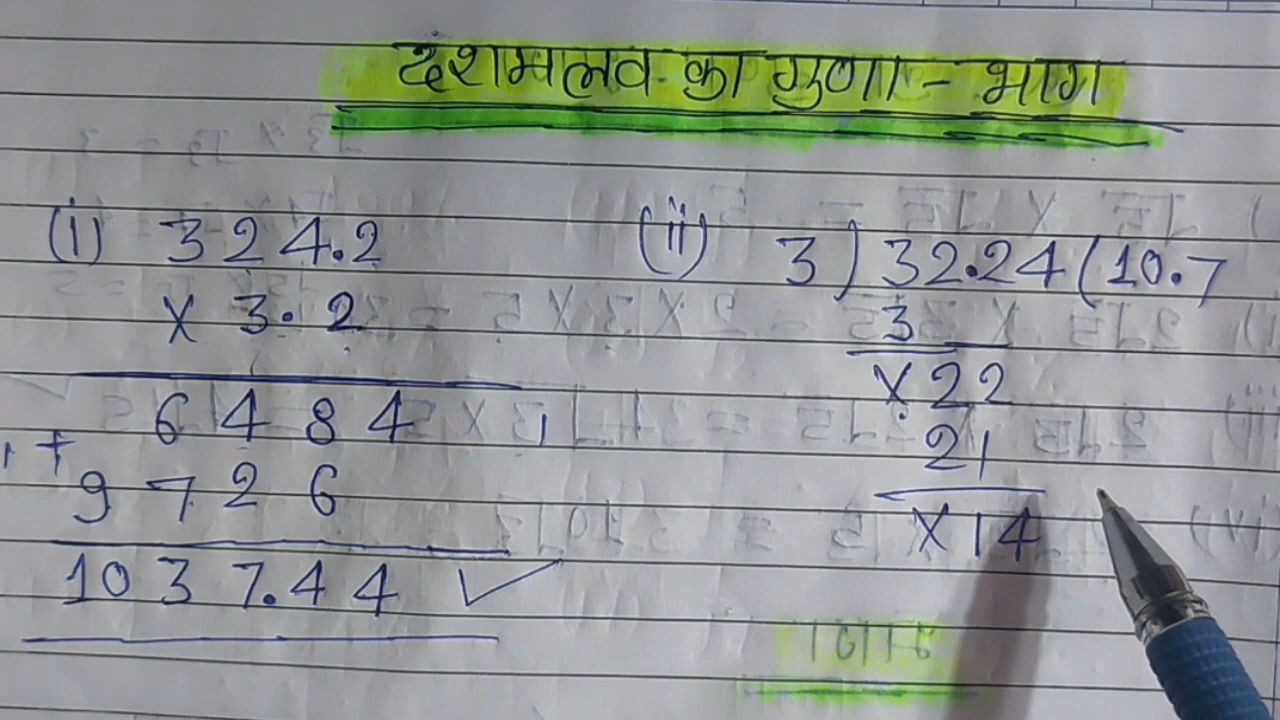 दशमलव का गुणा - भाग
(i) 324.2
x 3.2
6484
+ 9726
1037.44 ✓
(ii) 3)32.24(10.7
3
x22
21
x14